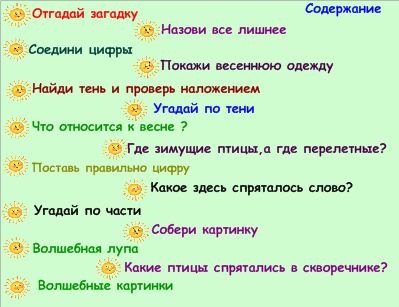 Содержание
Отгадай загадку
Назови все лишнее
Соедини цифры
Покажи весеннюю одежду
Найди тень и проверь наложением
Угадай по тени
Что относится к весне ?
Где зимущие птицы,а где перелетные?
Поставь правильно цифру
Какое здесь спряталось слово?
Угадай по части
Собери картинку
Волшебная лупа
Какие птицы спрятались в скворечнике?
Волшебные картинки